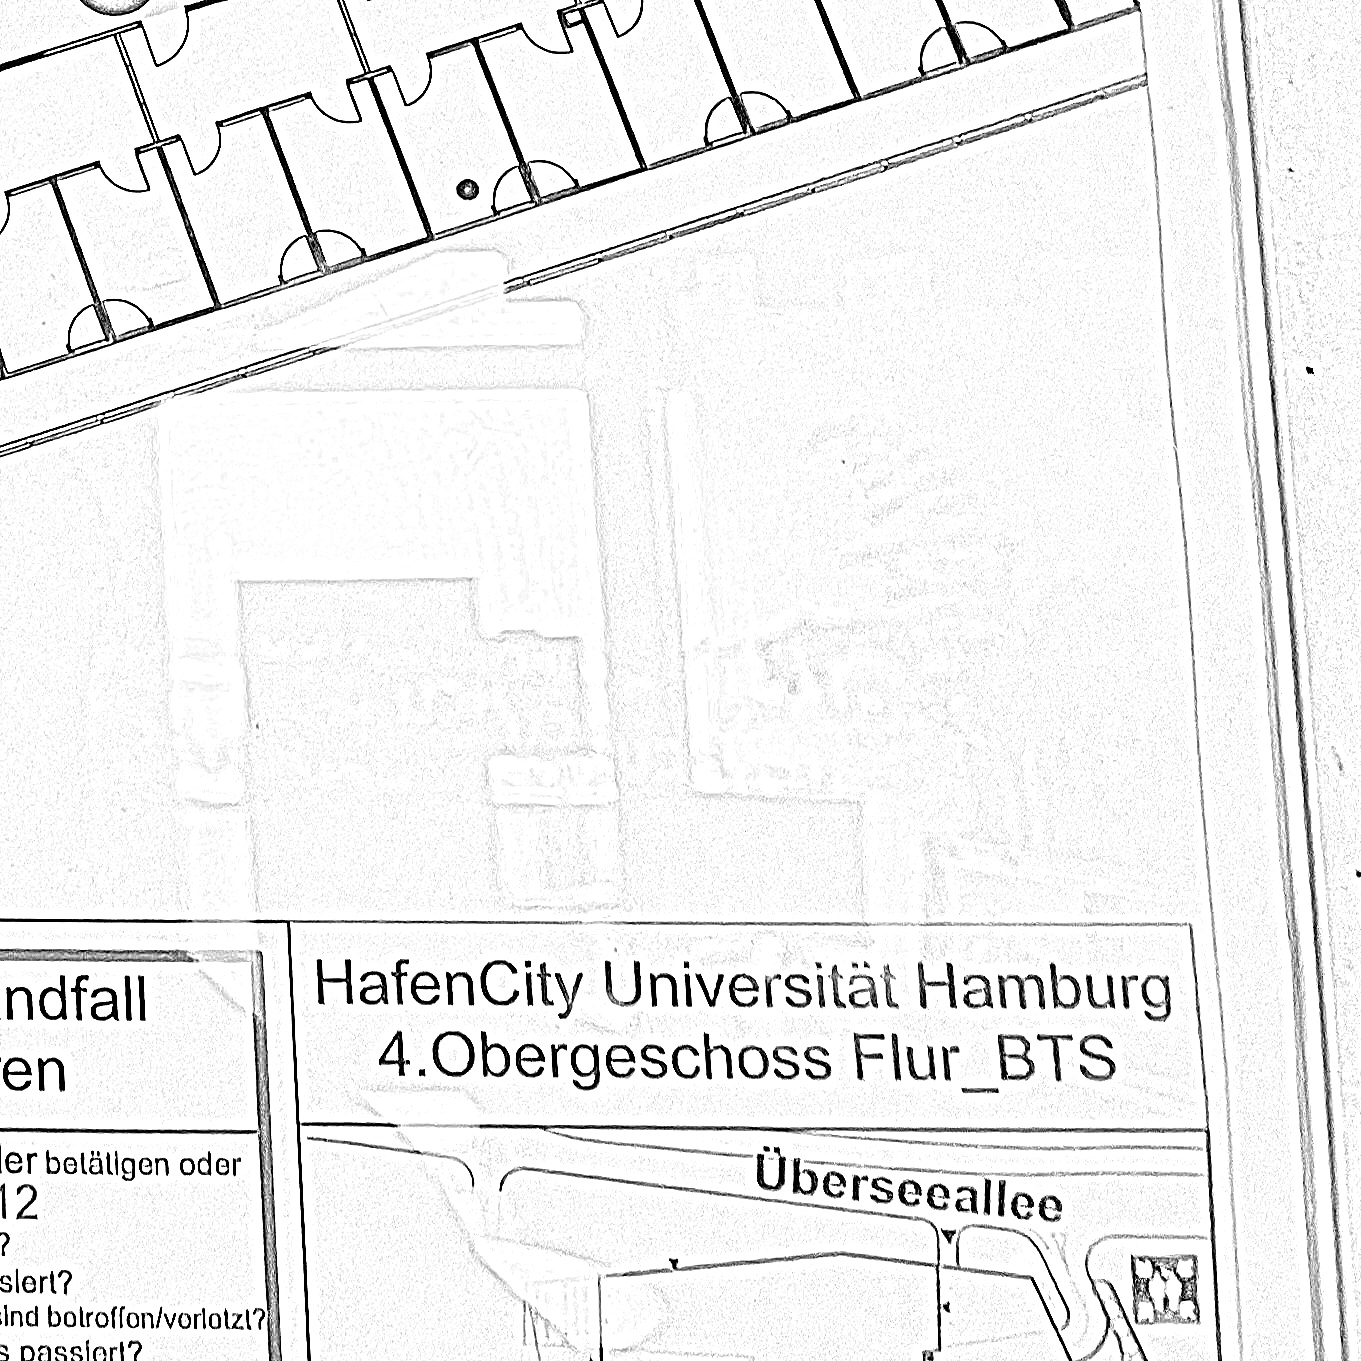 ndfall
en
HafenCity Universität Hamburg
4.Obergeschoss Flur_BTS
ler betätigen oder
12
?
siert?
sind betroffen/verletzt?
s passiert?
Überseeallee